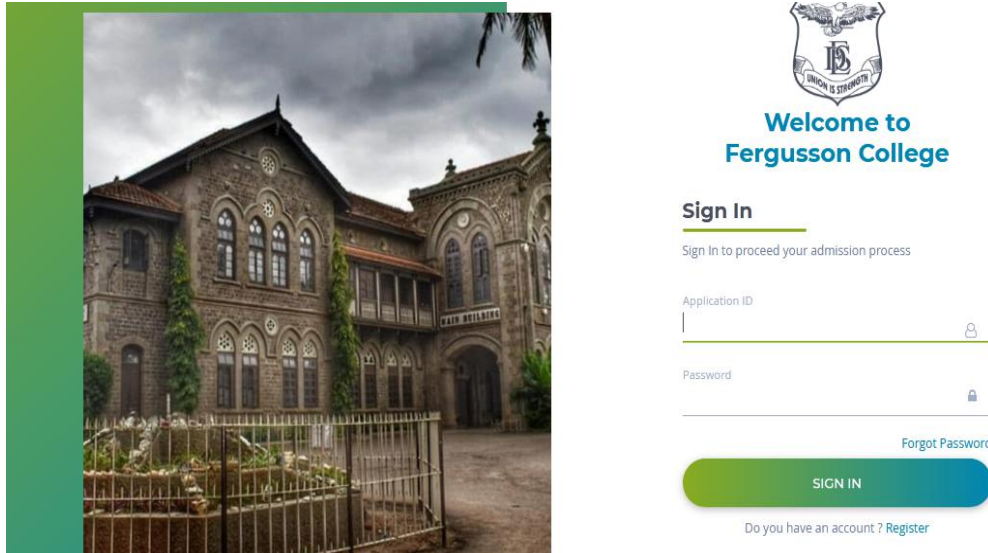 MAIN BUILDING
DES
UNION IS STRENGTH
Welcome to
Fergusson College
Sign In
Sign In to proceed your admission process
Application ID
Password
Forgot Password
SIGN IN
Do you have an account ? Register